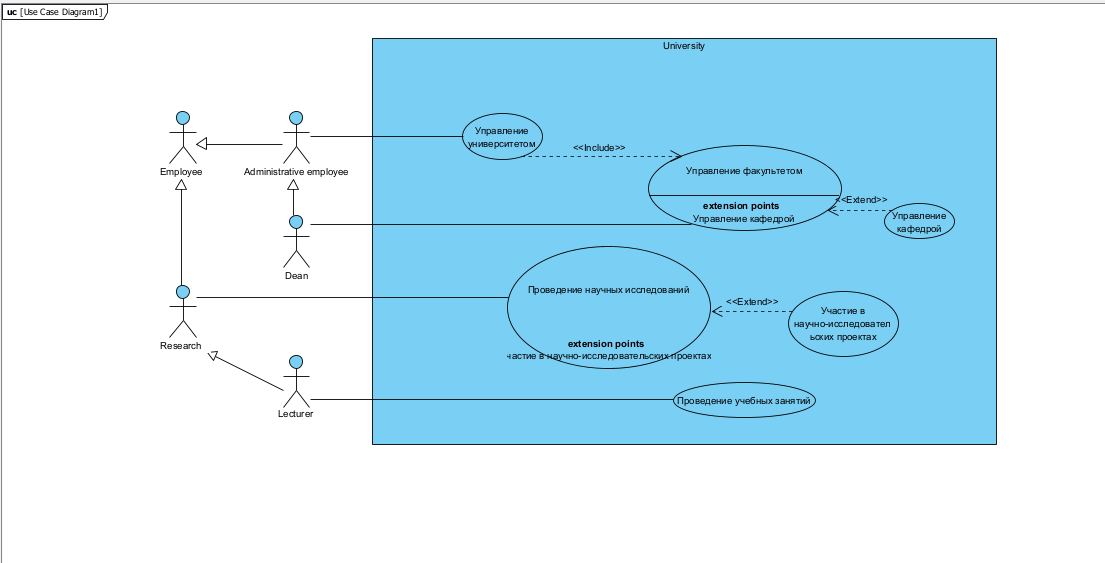 uc [Use Case Diagram1]
University
Управление
университетом
<<Include>>
Управление факультетом
extension points
Управление кафедрой
<<Extend>>
Управление
кафедрой
Employee
Administrative employee
Dean
Проведение научных исследований
extension points
частие в научно-исследовательских проектах
<<Extend>>
Участие в
научно-исследовател
ьских проектах
Research
Lecturer
Проведение учебных занятий